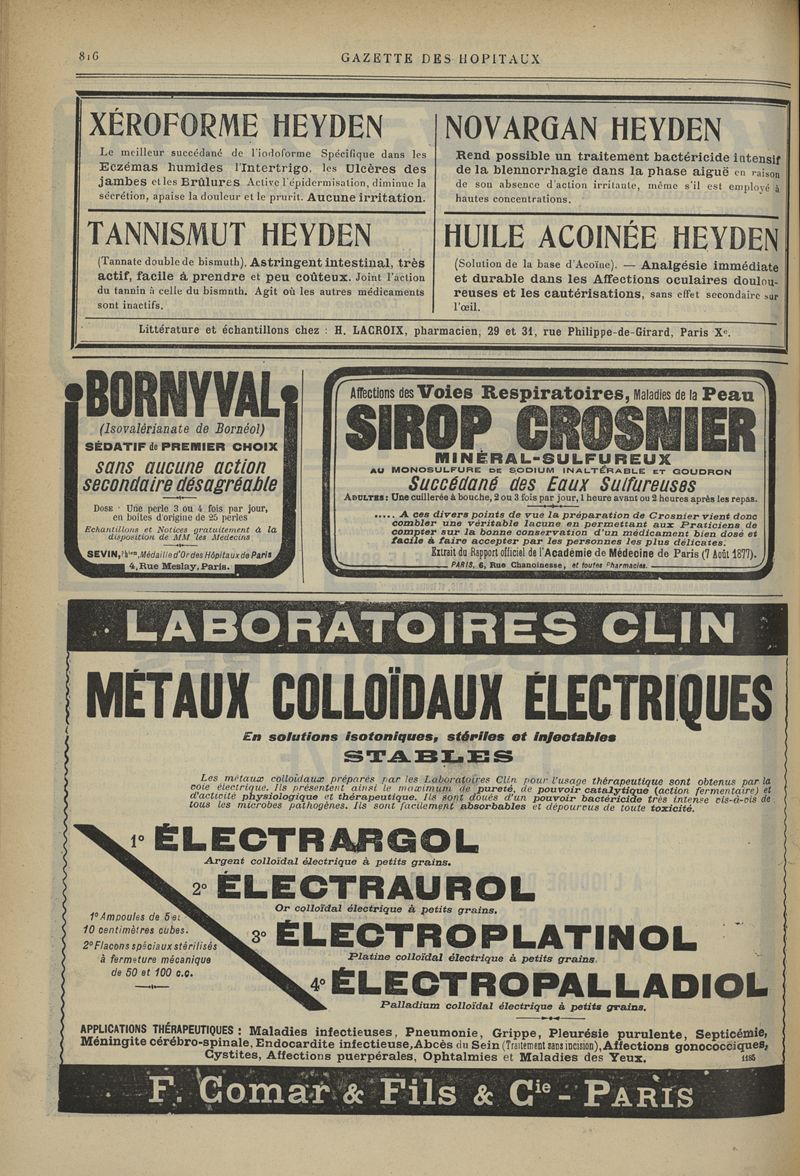 816
GAZETTE DES HOPITAUX
XÉROFORME HEYDEN
Le meilleur succédané de l'iodoforme Spécifique dans les
Eczémas humides l'Intertrigo, les Ulcères des
jambes et les Brûlures Active l'épidermisation, diminue la
sécrétion, apaise la douleur et le prurit. Aucune irritation.
NOVARGAN HEYDEN
Rend possible un traitement bactéricide intensif
de la blennorrhagie dans la phase aiguë en raison
de son absence d'action irritante, même s'il est employé à
hautes concentrations.
TANNISMUT HEYDEN
(Tannate double de bismuth). Astringent intestinal, très
actif, facile à prendre et peu coûteux. Joint l'action
du tannin à celle du bismuth. Agit où les autres médicaments
sont inactifs.
HUILE ACOINÉE HEYDEN
(Solution de la base d'Acoïne). — Analgésie immédiate
et durable dans les Affections oculaires doulou-
reuses et les cautérisations, sans effet secondaire sur
l'œil.
Littérature et échantillons chez : H. LACROIX, pharmacien, 29 et 31, rue Philippe-de-Girard, Paris Xe.
BORNYVAL
(Isovalérianate de Bornéol)
SÉDATIF de PREMIER CHOIX
sans aucune action
secondaire désagréable
DOSE : Une perle 3 ou 4 fois par jour,
en boîtes d'origine de 25 perles
Echantillons et Notices gratuitement à la
disposition de MM les Médecins
SEVIN, Phien, Médaille d'Or des Hôpitaux de Paris
4, Rue Meslay, Paris.
Affections des Voies Respiratoires, Maladies de la Peau
SIROP CROSNIER
MINÉRAL-SULFUREUX
AU MONOSULFURE DE SODIUM INALTÉRABLE ET GOUDRON
Succédané des Eaux Sulfureuses
ADULTES : Une cuillerée à bouche, 2 ou 3 fois par jour, 1 heure avant ou 2 heures après les repas.
..... A ces divers points de vue la préparation de Crosnier vient donc
combler une véritable lacune en permettant aux Praticiens de
compter sur la bonne conservation d'un médicament bien dosé et
facile à faire accepter par les personnes les plus délicates.
Extrait du Rapport officiel de l'Académie de Médecine de Paris (7 Août 1877).
PARIS, 6, Rue Chanoinesse, et toutes Pharmacies.
LABORATOIRES CLIN
MÉTAUX COLLOÏDAUX ÉLECTRIQUES
En solutions isotoniques, stériles et injectables
STABLES
Les métaux colloïdaux préparés par les Laboratoires Clin pour l'usage thérapeutique sont obtenus par la
voie électrique. Ils présentent ainsi le maximum de pureté, de pouvoir catalytique (action fermentaire) et
d'activité physiologique et thérapeutique. Ils sont doués d'un pouvoir bactéricide très intense vis-à-vis de
tous les microbes pathogènes. Ils sont facilement absorbables et dépourvus de toute toxicité.
1° ÉLECTRARGOL
Argent colloïdal électrique à petits grains.
2° ÉLECTRAUROL
Or colloïdal électrique à petits grains.
3° ÉLECTROPLATINOL
Platine colloïdal électrique à petits grains.
4° ÉLECTROPALLADIOL
Palladium colloïdal électrique à petits grains.
1° Ampoules de 5 et
10 centimètres cubes.
2° Flacons spéciaux stérilisés
à fermeture mécanique
de 50 et 100 c.c.
APPLICATIONS THÉRAPEUTIQUES : Maladies infectieuses, Pneumonie, Grippe, Pleurésie purulente, Septicémie,
Méningite cérébro-spinale, Endocardite infectieuse, Abcès du Sein (Traitement sans incision), Affections gonococciques,
Cystites, Affections puerpérales, Ophtalmies et Maladies des Yeux. 1185
F. Comar & Fils & Cie - PARIS